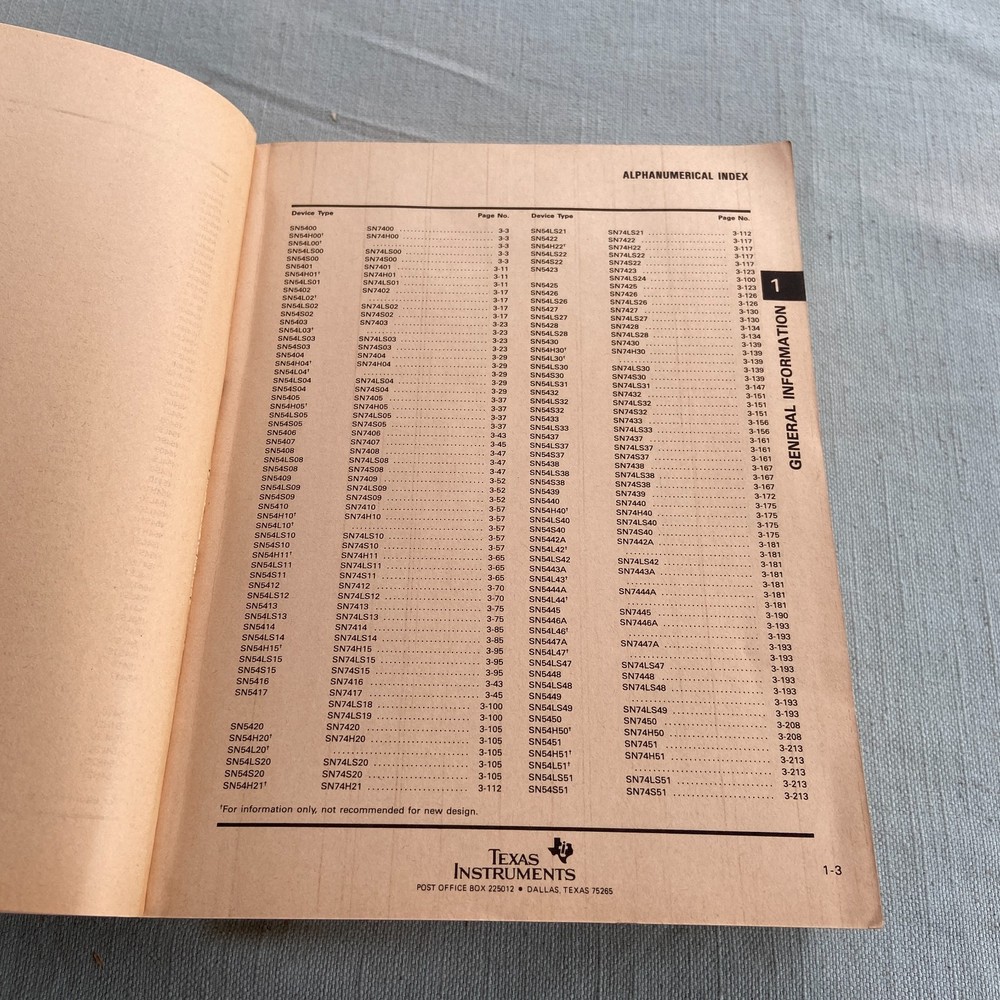 ALPHANUMERICAL INDEX
Device Type Page No.
SN5400 SN7400 3-3
SN54H00† SN74H00 3-3
SN54L00† 3-3
SN54LS00 SN74LS00 3-3
SN54S00 SN74S00 3-3
SN5401 SN7401 3-11
SN54H01† SN74H01 3-11
SN54LS01 SN74LS01 3-11
SN5402 SN7402 3-17
SN54L02† 3-17
SN54LS02 SN74LS02 3-17
SN54S02 SN74S02 3-17
SN5403 SN7403 3-23
SN54L03† 3-23
SN54LS03 SN74LS03 3-23
SN54S03 SN74S03 3-23
SN5404 SN7404 3-29
SN54H04† SN74H04 3-29
SN54L04† 3-29
SN54LS04 SN74LS04 3-29
SN54S04 SN74S04 3-29
SN5405 SN7405 3-37
SN54H05† SN74H05 3-37
SN54LS05 SN74LS05 3-37
SN54S05 SN74S05 3-37
SN5406 SN7406 3-43
SN5407 SN7407 3-45
SN5408 SN7408 3-47
SN54LS08 SN74LS08 3-47
SN54S08 SN74S08 3-47
SN5409 SN7409 3-52
SN54LS09 SN74LS09 3-52
SN54S09 SN74S09 3-52
SN5410 SN7410 3-57
SN54H10† SN74H10 3-57
SN54L10† 3-57
SN54LS10 SN74LS10 3-57
SN54S10 SN74S10 3-57
SN54H11† SN74H11 3-65
SN54LS11 SN74LS11 3-65
SN54S11 SN74S11 3-65
SN5412 SN7412 3-70
SN54LS12 SN74LS12 3-70
SN5413 SN7413 3-75
SN54LS13 SN74LS13 3-75
SN5414 SN7414 3-85
SN54LS14 SN74LS14 3-85
SN54H15† SN74H15 3-95
SN54LS15 SN74LS15 3-95
SN54S15 SN74S15 3-95
SN5416 SN7416 3-43
SN5417 SN7417 3-45
SN74LS18 3-100
SN74LS19 3-100
SN5420 SN7420 3-105
SN54H20† SN74H20 3-105
SN54L20† 3-105
SN54LS20 SN74LS20 3-105
SN54S20 SN74S20 3-105
SN54H21† SN74H21 3-112
Device Type Page No.
SN54LS21 SN74LS21 3-112
SN5422 SN7422 3-117
SN54H22† SN74H22 3-117
SN54LS22 SN74LS22 3-117
SN54S22 SN74S22 3-117
SN5423 SN7423 3-123
SN74LS24 3-100
SN5425 SN7425 3-123
SN5426 SN7426 3-126
SN54LS26 SN74LS26 3-126
SN5427 SN7427 3-130
SN54LS27 SN74LS27 3-130
SN5428 SN7428 3-134
SN54LS28 SN74LS28 3-134
SN5430 SN7430 3-139
SN54H30† SN74H30 3-139
SN54L30† 3-139
SN54LS30 SN74LS30 3-139
SN54S30 SN74S30 3-139
SN54LS31 SN74LS31 3-147
SN5432 SN7432 3-151
SN54LS32 SN74LS32 3-151
SN54S32 SN74S32 3-151
SN5433 SN7433 3-156
SN54LS33 SN74LS33 3-156
SN5437 SN7437 3-161
SN54LS37 SN74LS37 3-161
SN54S37 SN74S37 3-161
SN5438 SN7438 3-167
SN54LS38 SN74LS38 3-167
SN54S38 SN74S38 3-167
SN5439 SN7439 3-172
SN5440 SN7440 3-175
SN54H40† SN74H40 3-175
SN54LS40 SN74LS40 3-175
SN54S40 SN74S40 3-175
SN5442A SN7442A 3-181
SN54L42† 3-181
SN54LS42 SN74LS42 3-181
SN5443A SN7443A 3-181
SN54L43† 3-181
SN5444A SN7444A 3-181
SN54L44† 3-181
SN5445 SN7445 3-190
SN5446A SN7446A 3-193
SN54L46† 3-193
SN5447A SN7447A 3-193
SN54L47† 3-193
SN54LS47 SN74LS47 3-193
SN5448 SN7448 3-193
SN54LS48 SN74LS48 3-193
SN5449 3-193
SN54LS49 SN74LS49 3-193
SN5450 SN7450 3-208
SN54H50† SN74H50 3-208
SN5451 SN7451 3-213
SN54H51† SN74H51 3-213
SN54L51† 3-213
SN54LS51 SN74LS51 3-213
SN54S51 SN74S51 3-213
1
GENERAL INFORMATION
†For information only, not recommended for new design.
TEXAS
INSTRUMENTS
POST OFFICE BOX 225012 • DALLAS, TEXAS 75265
1-3